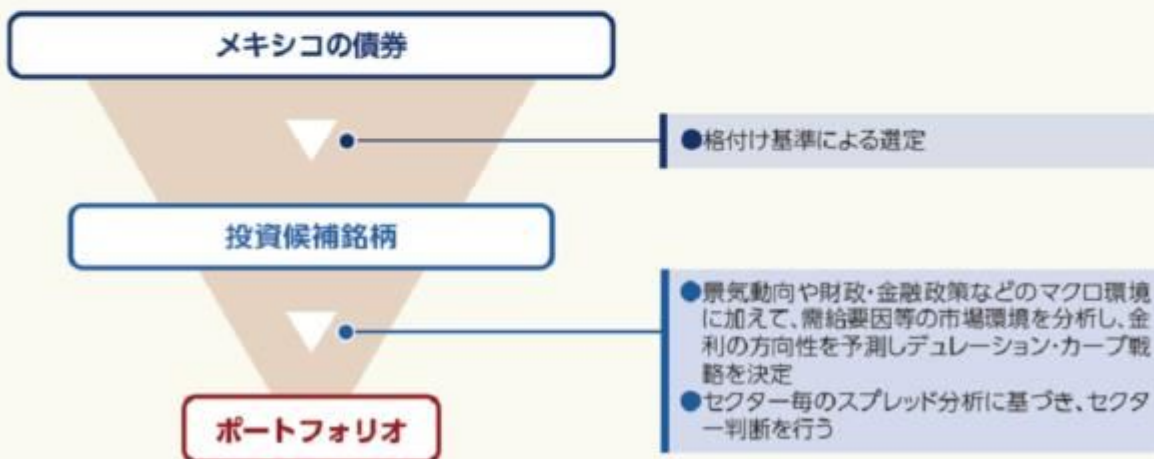 メキシコの債券
●格付け基準による選定
投資候補銘柄
●景気動向や財政・金融政策などのマクロ環境
に加えて、需給要因等の市場環境を分析し、金
利の方向性を予測しデュレーション・カーブ戦
略を決定
●セクター毎のスプレッド分析に基づき、セクタ
ー判断を行う
ポートフォリオ